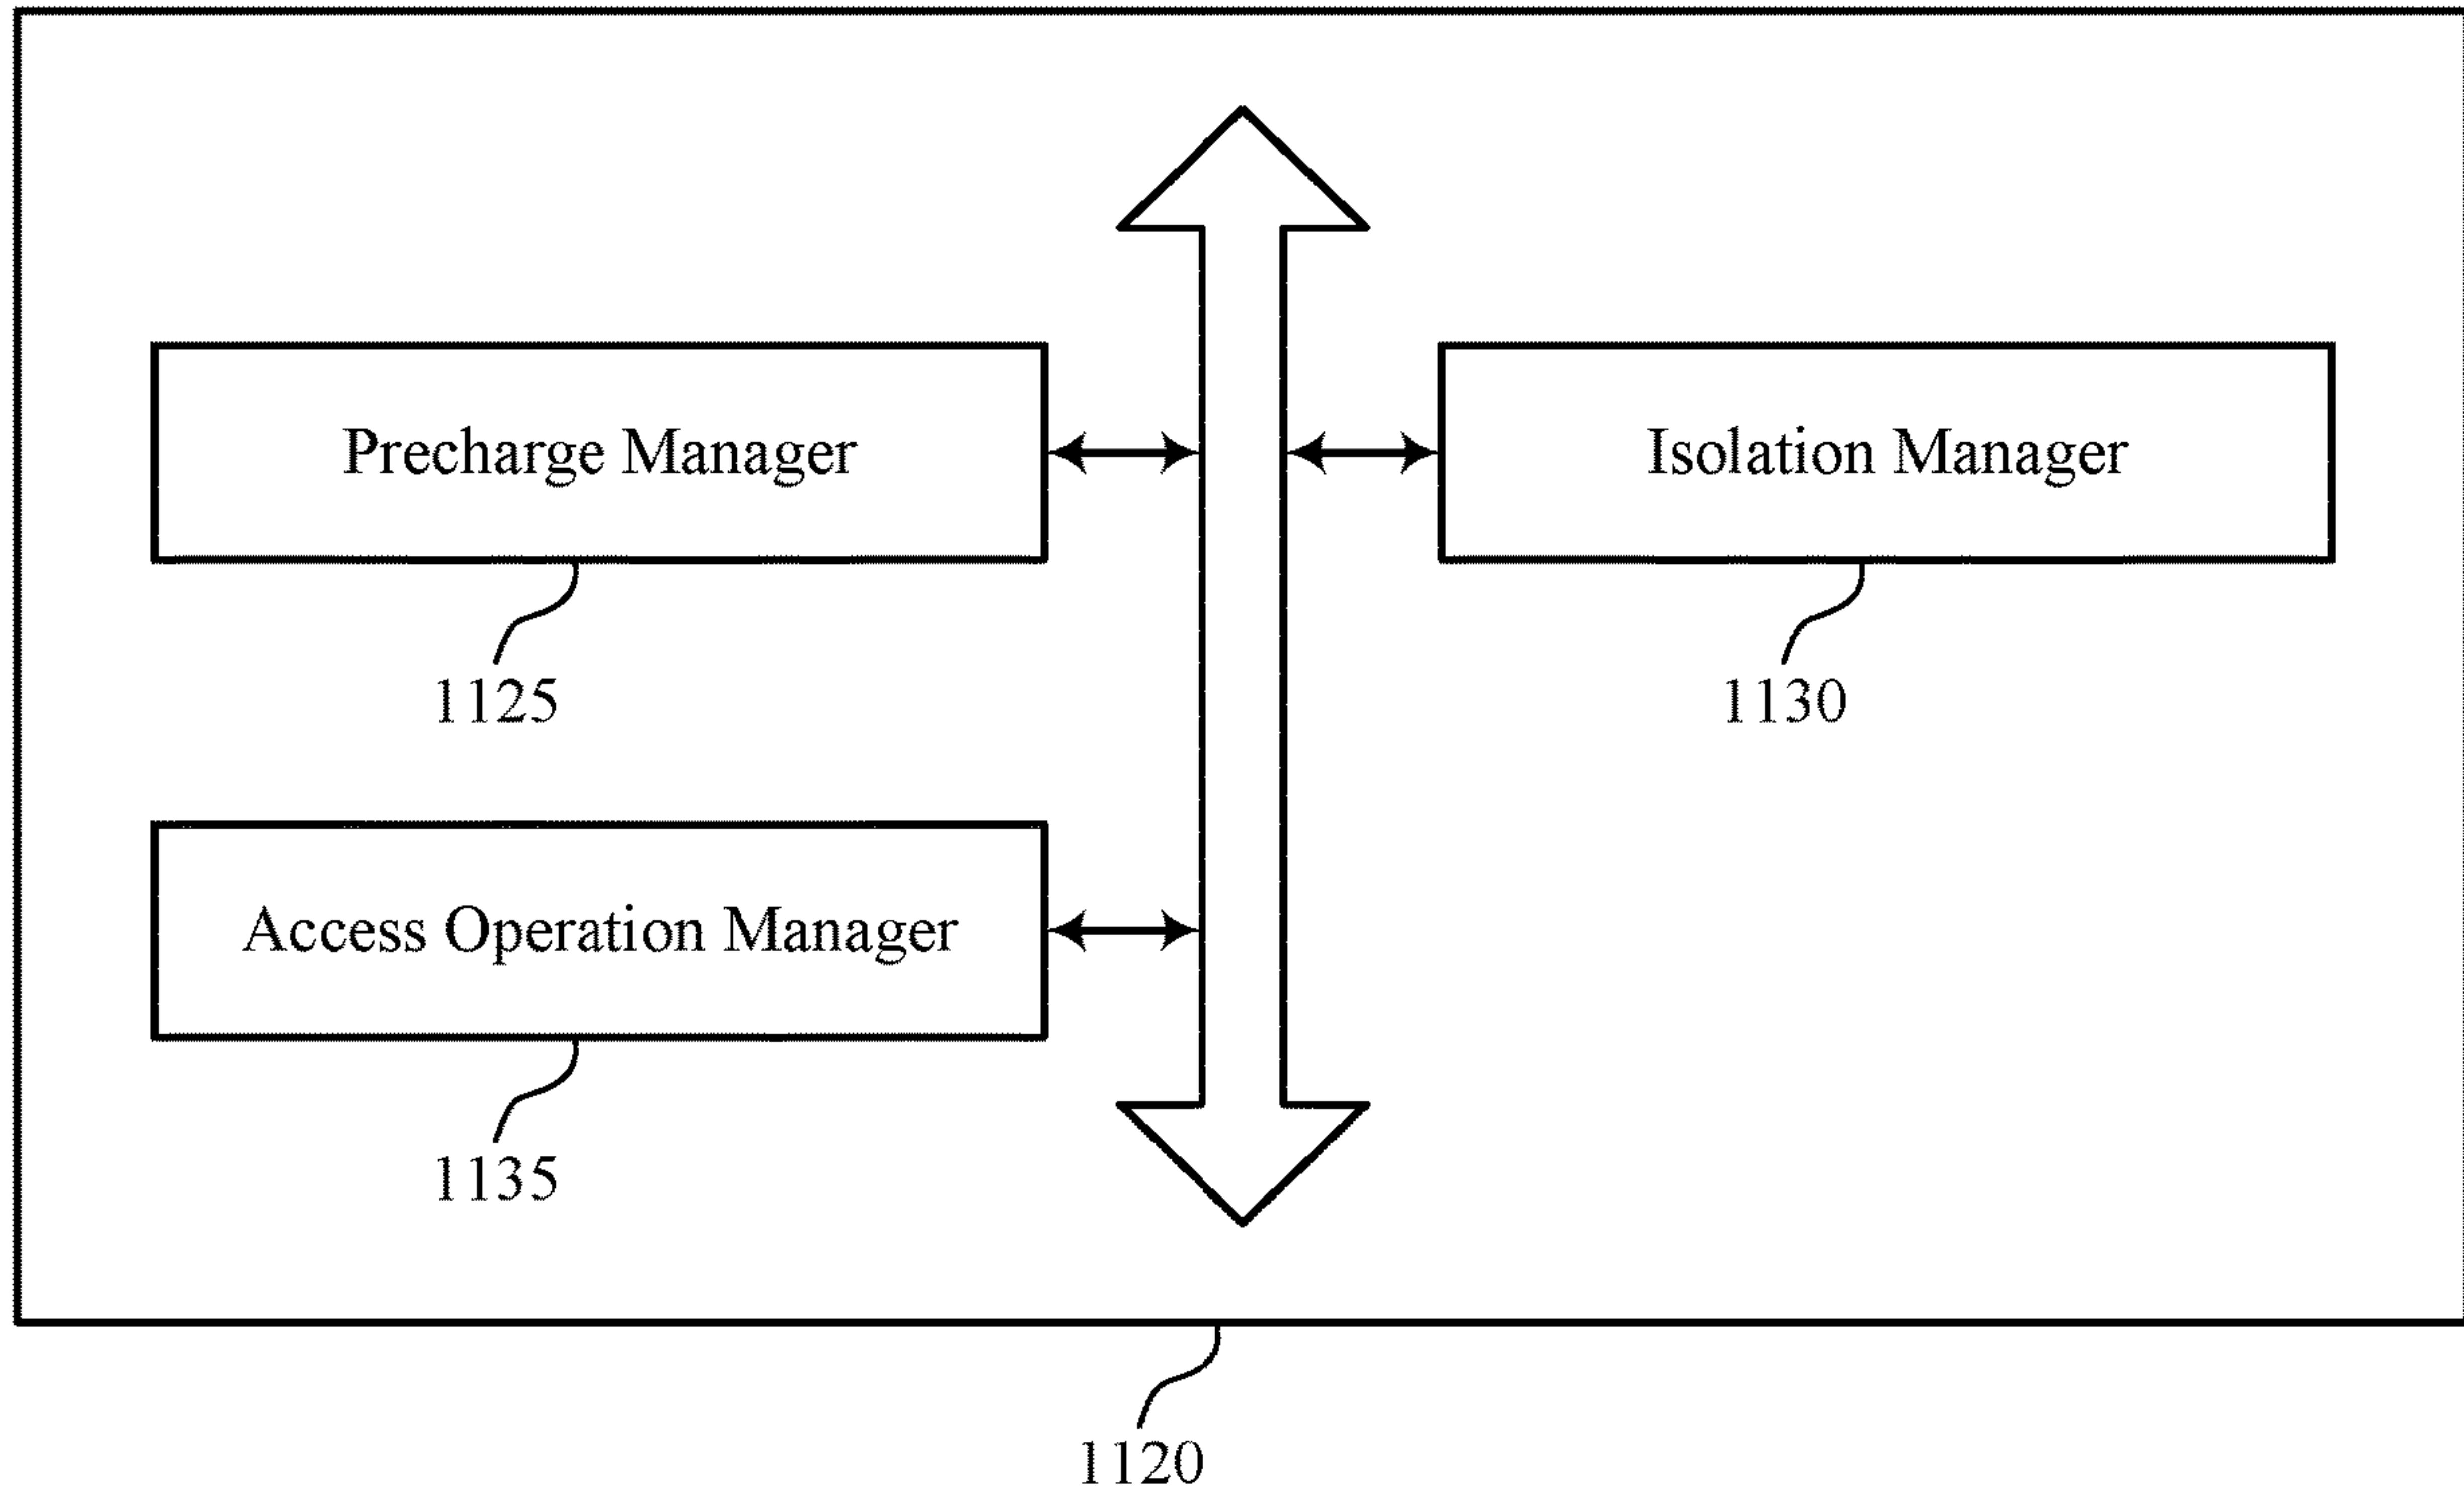 Precharge Manager
Isolation Manager
1125
1130
Access Operation Manager
1135
1120